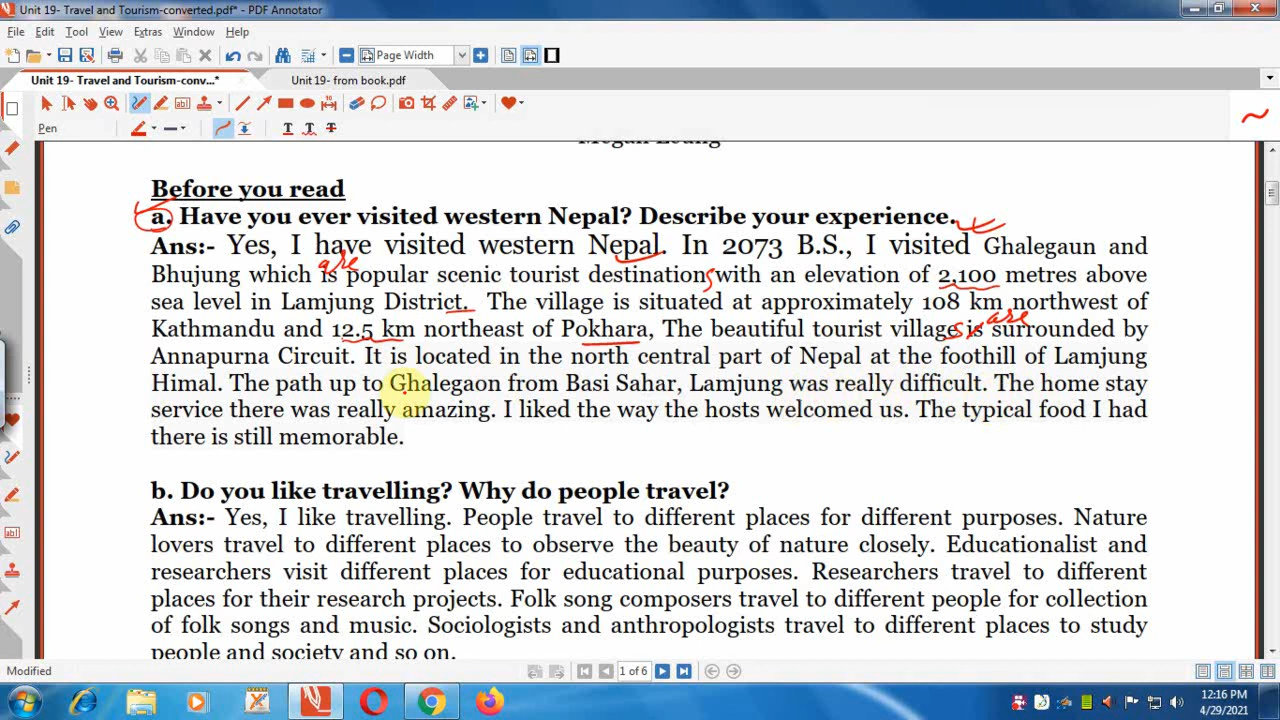 Unit 19- Travel and Tourism-converted.pdf* - PDF Annotator
File Edit Tool View Extras Window Help
Page Width
Unit 19- Travel and Tourism-conv...* Unit 19- from book.pdf
Pen
Before you read
a. Have you ever visited western Nepal? Describe your experience.
Ans:- Yes, I have visited western Nepal. In 2073 B.S., I visited Ghalegaun and
are
Bhujung which is popular scenic tourist destination s with an elevation of 2,100 metres above
sea level in Lamjung District. The village is situated at approximately 108 km northwest of
are
Kathmandu and 12.5 km northeast of Pokhara, The beautiful tourist village s is surrounded by
Annapurna Circuit. It is located in the north central part of Nepal at the foothill of Lamjung
Himal. The path up to Ghalegaon from Basi Sahar, Lamjung was really difficult. The home stay
service there was really amazing. I liked the way the hosts welcomed us. The typical food I had
there is still memorable.
b. Do you like travelling? Why do people travel?
Ans:- Yes, I like travelling. People travel to different places for different purposes. Nature
lovers travel to different places to observe the beauty of nature closely. Educationalist and
researchers visit different places for educational purposes. Researchers travel to different
places for their research projects. Folk song composers travel to different people for collection
of folk songs and music. Sociologists and anthropologists travel to different places to study
people and society and so on.
Modified 1 of 6
12:16 PM
4/29/2021